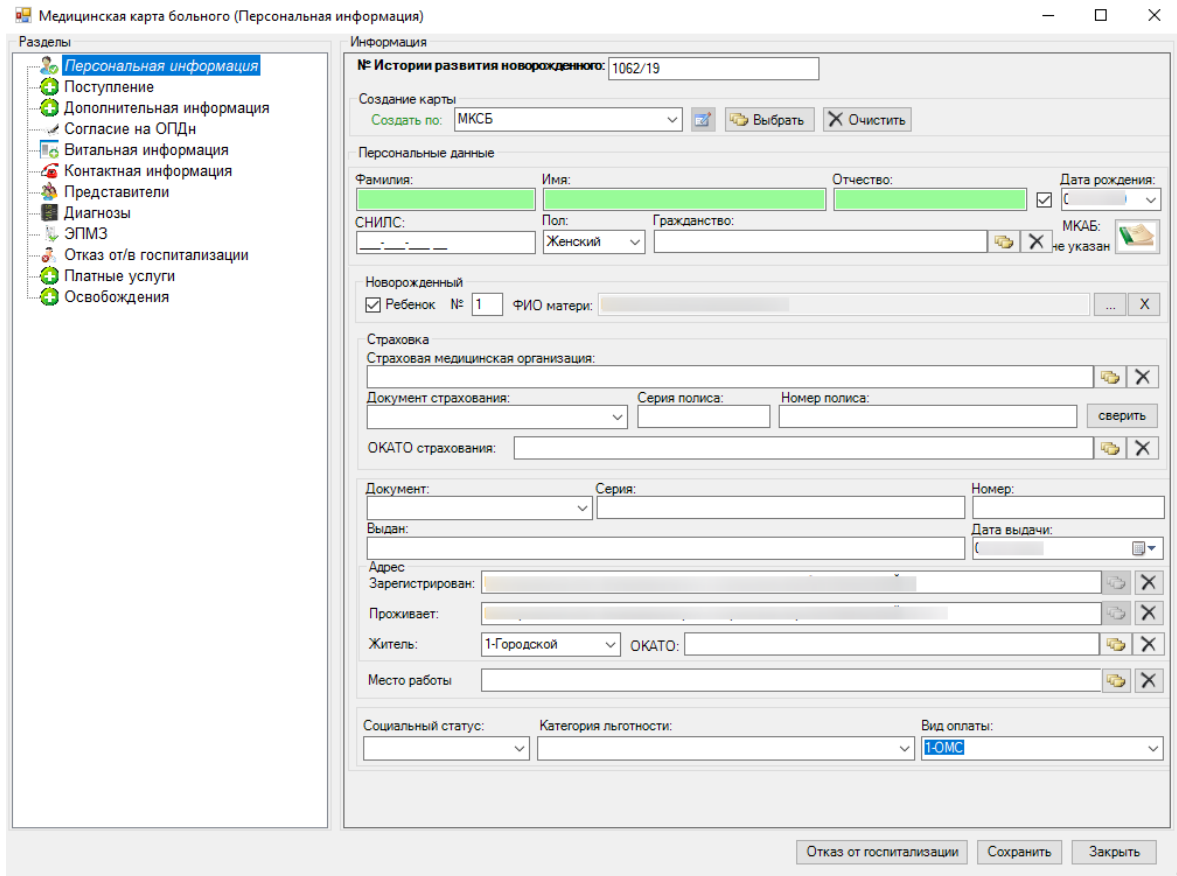 Медицинская карта больного (Персональная информация)
Разделы
Персональная информация
Поступление
Дополнительная информация
Согласие на ОПДн
Витальная информация
Контактная информация
Представители
Диагнозы
ЭПМЗ
Отказ от/в госпитализации
Платные услуги
Освобождения
Информация
№ Истории развития новорожденного: 1062/19
Создание карты
Создать по: МКСБ Выбрать Очистить
Персональные данные
Фамилия: Имя: Отчество: Дата рождения:
СНИЛС: Пол: Гражданство: МКАБ:
___-___-___ __ Женский не указан
Новорожденный
Ребенок № 1 ФИО матери: ... X
Страховка
Страховая медицинская организация:
Документ страхования: Серия полиса: Номер полиса:
сверить
ОКАТО страхования:
Документ: Серия: Номер:
Выдан: Дата выдачи:
Адрес
Зарегистрирован:
Проживает:
Житель: 1-Городской ОКАТО:
Место работы
Социальный статус: Категория льготности: Вид оплаты:
1-ОМС
Отказ от госпитализации Сохранить Закрыть